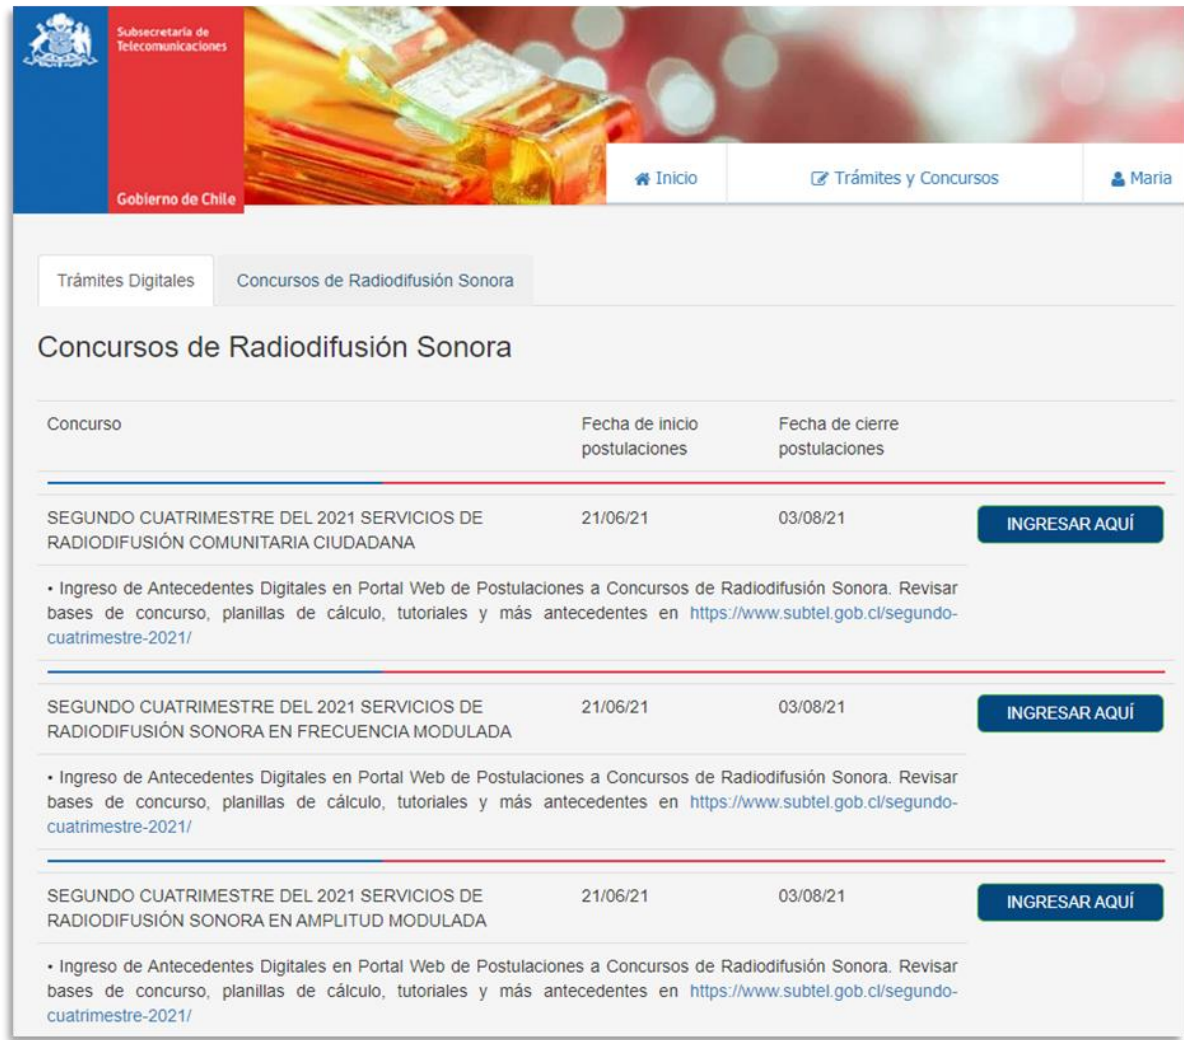 Subsecretaría de
Telecomunicaciones
Gobierno de Chile
Inicio
Trámites y Concursos
Maria
Trámites Digitales
Concursos de Radiodifusión Sonora
Concursos de Radiodifusión Sonora
Concurso
Fecha de inicio
postulaciones
Fecha de cierre
postulaciones
SEGUNDO CUATRIMESTRE DEL 2021 SERVICIOS DE
RADIODIFUSIÓN COMUNITARIA CIUDADANA
21/06/21
03/08/21
INGRESAR AQUÍ
• Ingreso de Antecedentes Digitales en Portal Web de Postulaciones a Concursos de Radiodifusión Sonora. Revisar
bases de concurso, planillas de cálculo, tutoriales y más antecedentes en https://www.subtel.gob.cl/segundo-
cuatrimestre-2021/
SEGUNDO CUATRIMESTRE DEL 2021 SERVICIOS DE
RADIODIFUSIÓN SONORA EN FRECUENCIA MODULADA
21/06/21
03/08/21
INGRESAR AQUÍ
• Ingreso de Antecedentes Digitales en Portal Web de Postulaciones a Concursos de Radiodifusión Sonora. Revisar
bases de concurso, planillas de cálculo, tutoriales y más antecedentes en https://www.subtel.gob.cl/segundo-
cuatrimestre-2021/
SEGUNDO CUATRIMESTRE DEL 2021 SERVICIOS DE
RADIODIFUSIÓN SONORA EN AMPLITUD MODULADA
21/06/21
03/08/21
INGRESAR AQUÍ
• Ingreso de Antecedentes Digitales en Portal Web de Postulaciones a Concursos de Radiodifusión Sonora. Revisar
bases de concurso, planillas de cálculo, tutoriales y más antecedentes en https://www.subtel.gob.cl/segundo-
cuatrimestre-2021/